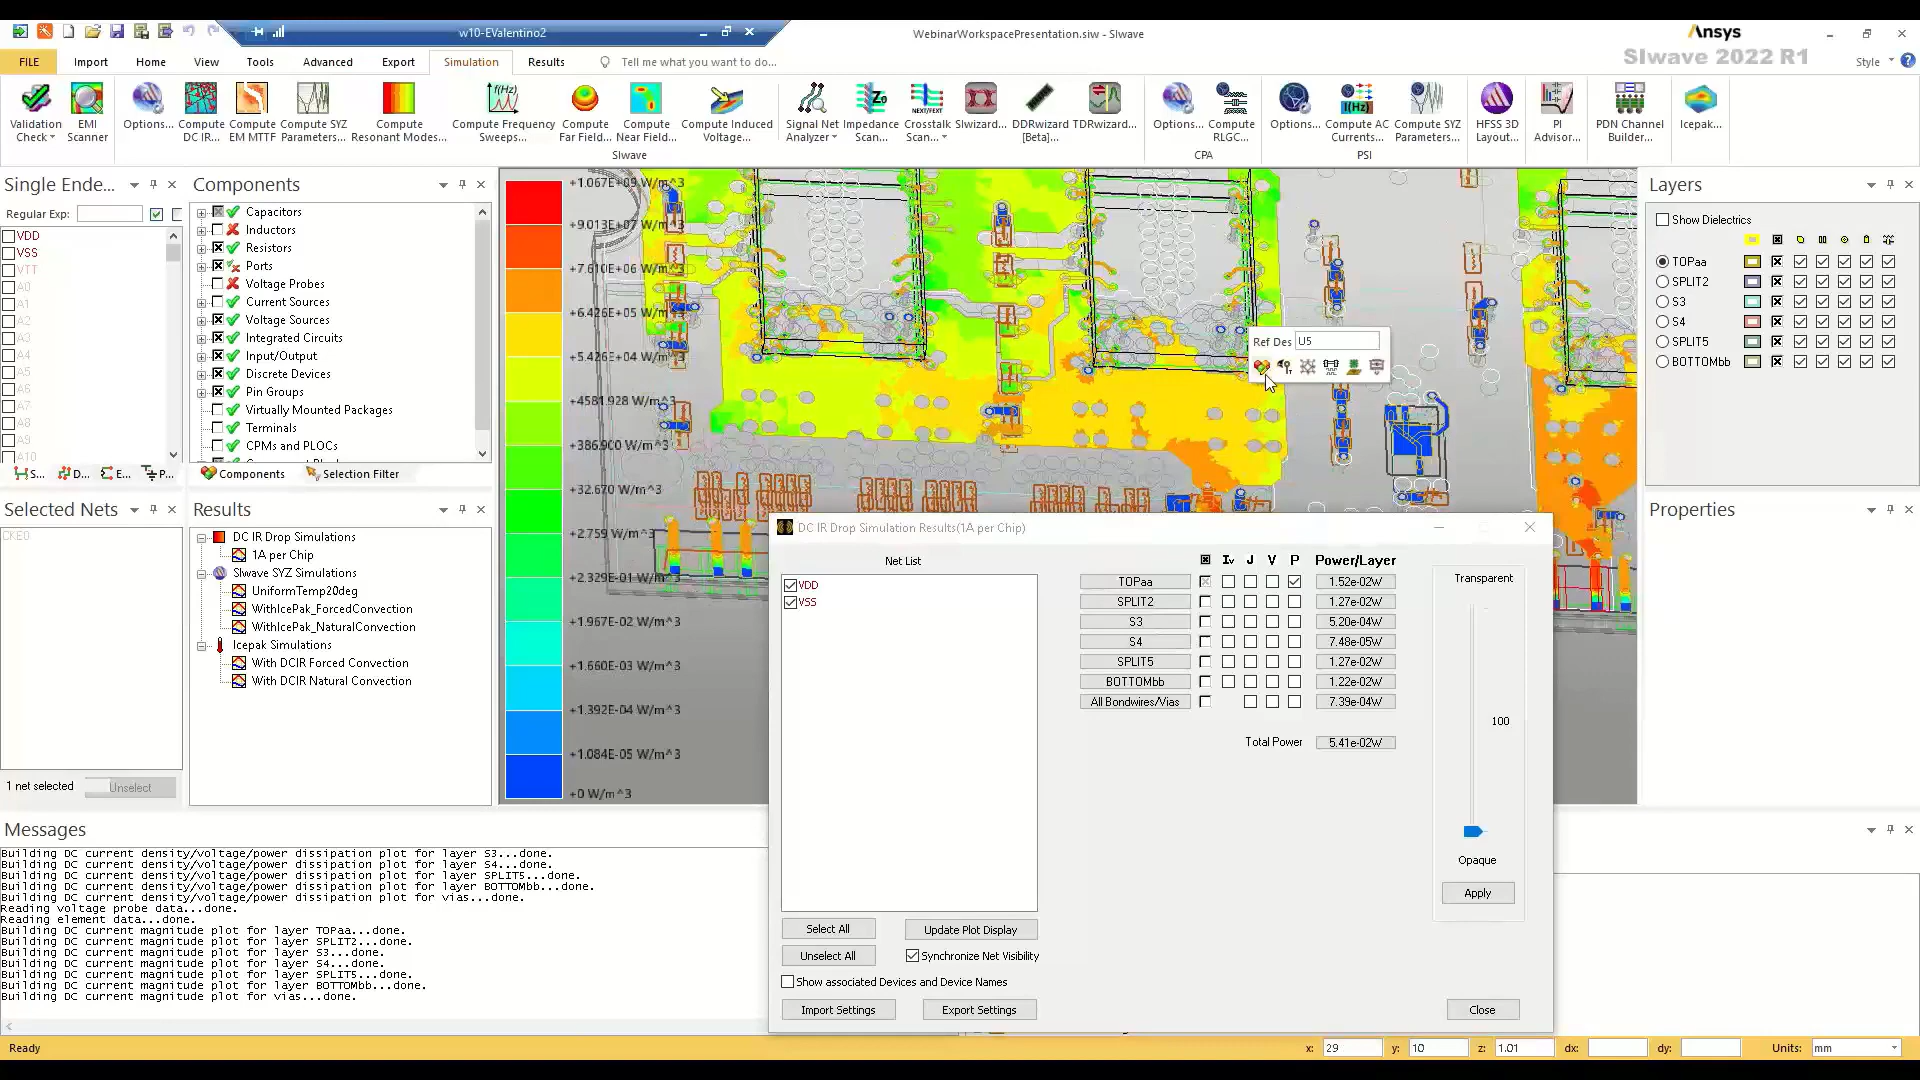 w10-EValentino2
WebinarWorkspacePresentation.siw - SIwave
Ansys
SIwave 2022 R1
FILE
Import
Home
View
Tools
Advanced
Export
Simulation
Results
Tell me what you want to do...
Style
Validation Check
EMI Scanner
Options...
Compute DC IR...
Compute EM MTTF
Compute SYZ Parameters...
Compute Resonant Modes...
Compute Frequency Sweeps...
Compute Far Field...
Compute Near Field...
Compute Induced Voltage...
Signal Net Analyzer
Impedance Scan...
Crosstalk Scan...
SIwizard...
DDRwizard [Beta]...
TDRwizard...
Options...
Compute RLGC...
Options...
Compute AC Currents...
Compute SYZ Parameters...
HFSS 3D Layout...
PI Advisor...
PDN Channel Builder...
Icepak...
SIwave
CPA
PSI
Single Ende...
Regular Exp:
VDD
VSS
VTT
A0
A1
A2
A3
A4
A5
A6
A7
A8
A9
A10
S...
D...
E...
P...
Components
Capacitors
Inductors
Resistors
Ports
Voltage Probes
Current Sources
Voltage Sources
Integrated Circuits
Input/Output
Discrete Devices
Pin Groups
Virtually Mounted Packages
Terminals
CPMs and PLOCs
Components
Selection Filter
Selected Nets
CKE0
1 net selected
Unselect
Results
DC IR Drop Simulations
1A per Chip
SIwave SYZ Simulations
UniformTemp20deg
WithIcePak_ForcedConvection
WithIcePak_NaturalConvection
Icepak Simulations
With DCIR Forced Convection
With DCIR Natural Convection
+1.067E+09 W/m^3
+9.013E+07 W/m^3
+7.610E+06 W/m^3
+6.426E+05 W/m^3
+5.426E+04 W/m^3
+4581.928 W/m^3
+386.900 W/m^3
+32.670 W/m^3
+2.759 W/m^3
+2.329E-01 W/m^3
+1.967E-02 W/m^3
+1.660E-03 W/m^3
+1.392E-04 W/m^3
+1.084E-05 W/m^3
+0 W/m^3
Ref Des U5
Layers
Show Dielectrics
TOPaa
SPLIT2
S3
S4
SPLIT5
BOTTOMbb
Properties
DC IR Drop Simulation Results(1A per Chip)
Net List
VDD
VSS
Iv J V P Power/Layer
TOPaa 1.52e-02W
SPLIT2 1.27e-02W
S3 5.20e-04W
S4 7.48e-05W
SPLIT5 1.27e-02W
BOTTOMbb 1.22e-02W
All Bondwires/Vias 7.39e-04W
Total Power 5.41e-02W
Transparent
100
Opaque
Apply
Select All
Update Plot Display
Unselect All
Synchronize Net Visibility
Show associated Devices and Device Names
Import Settings
Export Settings
Close
Messages
Building DC current density/voltage/power dissipation plot for layer S3...done.
Building DC current density/voltage/power dissipation plot for layer S4...done.
Building DC current density/voltage/power dissipation plot for layer SPLIT5...done.
Building DC current density/voltage/power dissipation plot for layer BOTTOMbb...done.
Building DC current density/voltage/power dissipation plot for vias...done.
Reading voltage probe data...done.
Reading element data...done.
Building DC current magnitude plot for layer TOPaa...done.
Building DC current magnitude plot for layer SPLIT2...done.
Building DC current magnitude plot for layer S3...done.
Building DC current magnitude plot for layer S4...done.
Building DC current magnitude plot for layer SPLIT5...done.
Building DC current magnitude plot for layer BOTTOMbb...done.
Building DC current magnitude plot for vias...done.
Ready
x: 29 y: 10 z: 1.01 dx: dy: Units: mm